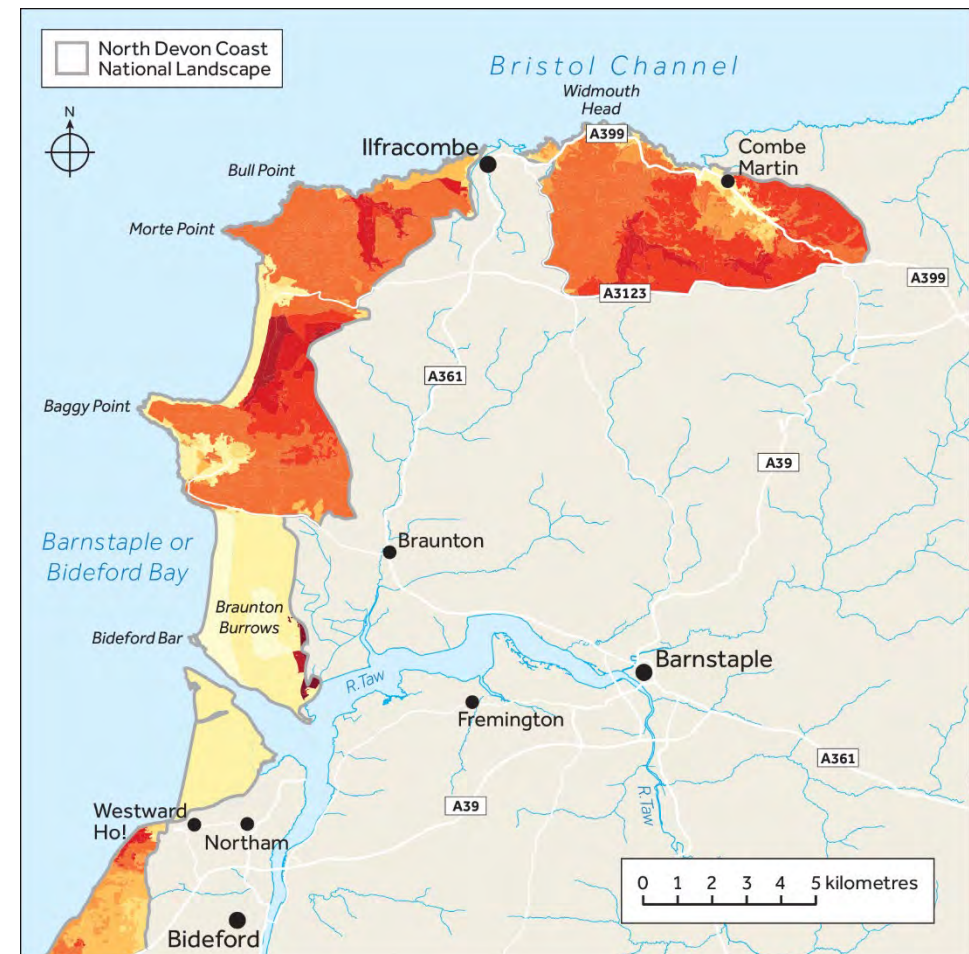 North Devon Coast
National Landscape
N
Bristol Channel
Widmouth
Head
A399
Ilfracombe
Combe
Martin
Bull Point
Morte Point
A3123
A399
A361
Baggy Point
A39
Barnstaple or
Bideford Bay
Braunton
Braunton
Burrows
Bideford Bar
R.Taw
Barnstaple
Fremington
A361
A39
R.Taw
Westward
Ho!
Northam
0 1 2 3 4 5 kilometres
Bideford